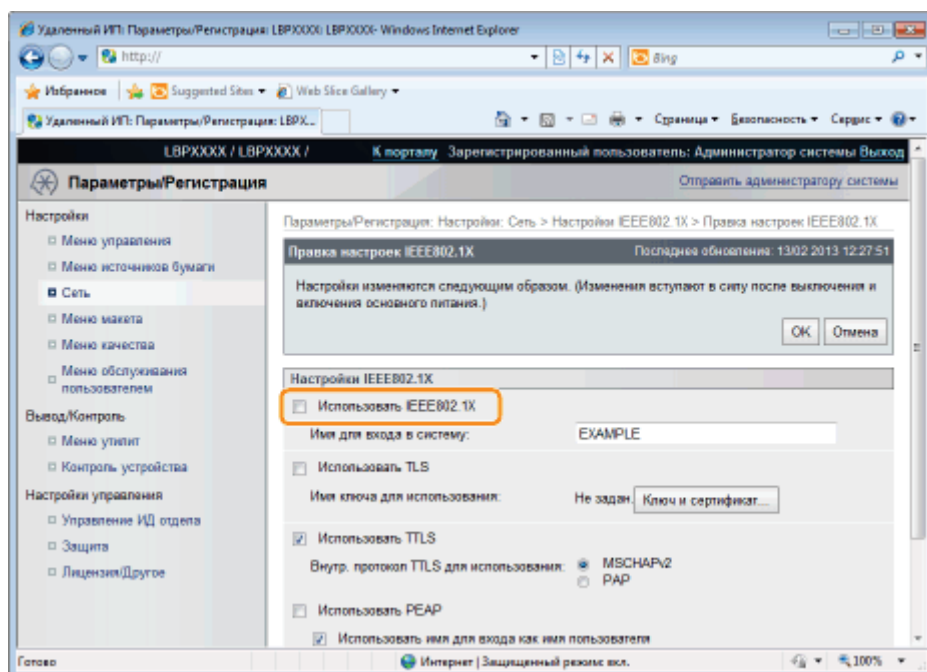 Удаленный ИП: Параметры/Регистрация: LBPXXXX: LBPXXXX- Windows Internet Explorer
http://
Bing
Избранное
Suggested Sites
Web Slice Gallery
Удаленный ИП: Параметры/Регистрация: LBPX...
Страница
Безопасность
Сервис
LBPXXXX / LBPXXXX /
К порталу
Зарегистрированный пользователь: Администратор системы
Выход
Параметры/Регистрация
Отправить администратору системы
Настройки
Меню управления
Меню источников бумаги
Сеть
Меню макета
Меню качества
Меню обслуживания
пользователем
Вывод/Контроль
Меню утилит
Контроль устройства
Настройки управления
Управление ИД отдела
Защита
Лицензия/Другое
Параметры/Регистрация: Настройки: Сеть > Настройки IEEE802.1X > Правка настроек IEEE802.1X
Правка настроек IEEE802.1X
Последнее обновление: 13/02 2013 12:27:51
Настройки изменяются следующим образом. (Изменения вступают в силу после выключения и
включения основного питания.)
OK
Отмена
Настройки IEEE802.1X
Использовать IEEE802.1X
Имя для входа в систему:
EXAMPLE
Использовать TLS
Имя ключа для использования:
Не задан.
Ключ и сертификат...
Использовать TTLS
Внутр. протокол TTLS для использования:
MSCHAPv2
PAP
Использовать PEAP
Использовать имя для входа как имя пользователя
Готово
Интернет | Защищенный режим: вкл.
100%